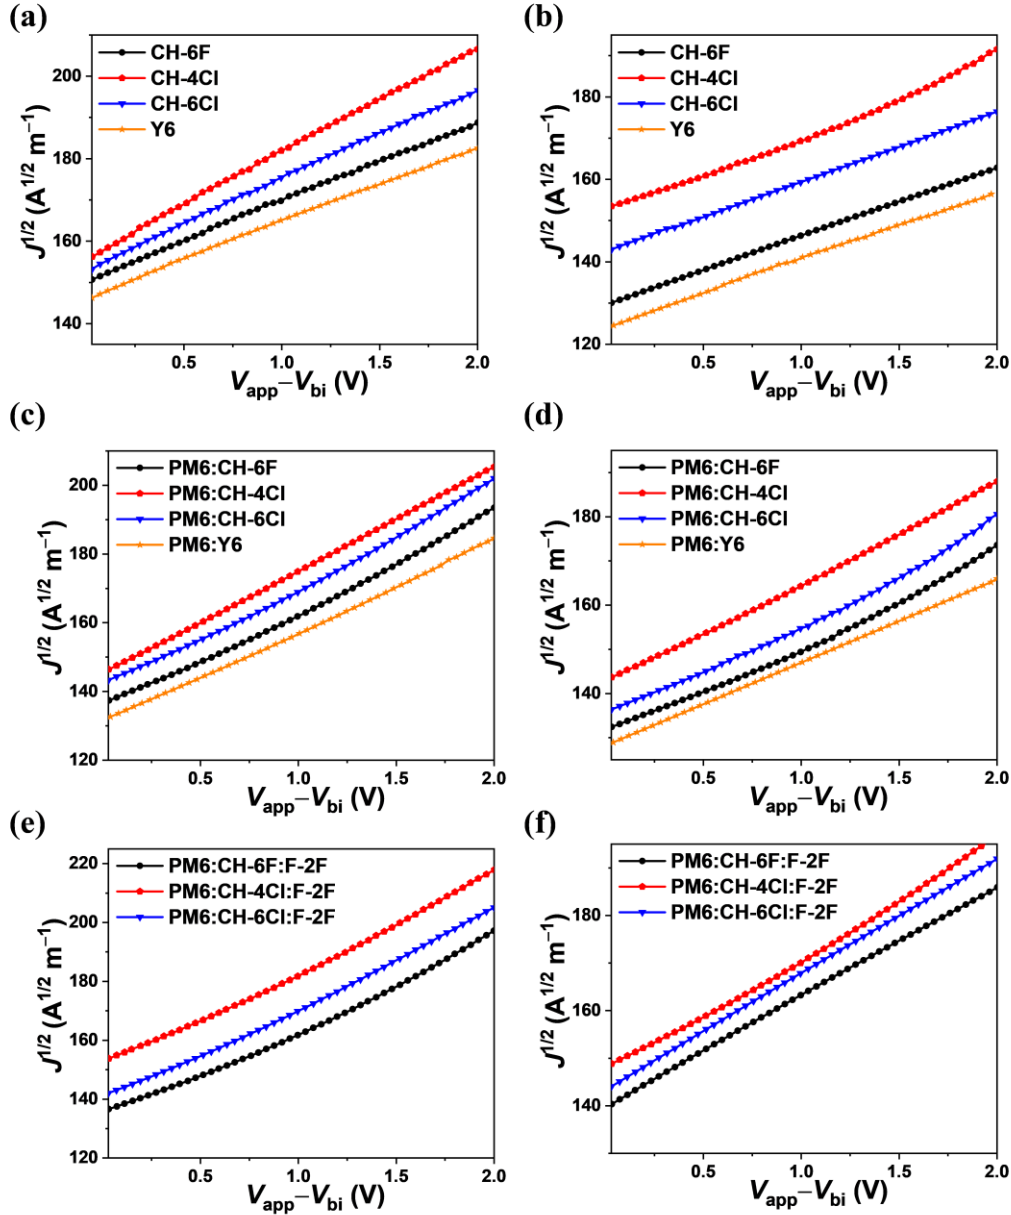 (a)
CH-6F
CH-4Cl
CH-6Cl
Y6
200
180
160
140
J1/2 (A1/2 m−1)
0.5 1.0 1.5 2.0
Vapp−Vbi (V)
(b)
CH-6F
CH-4Cl
CH-6Cl
Y6
180
160
140
120
J1/2 (A1/2 m−1)
0.5 1.0 1.5 2.0
Vapp−Vbi (V)
(c)
PM6:CH-6F
PM6:CH-4Cl
PM6:CH-6Cl
PM6:Y6
200
180
160
140
120
J1/2 (A1/2 m−1)
0.5 1.0 1.5 2.0
Vapp−Vbi (V)
(d)
PM6:CH-6F
PM6:CH-4Cl
PM6:CH-6Cl
PM6:Y6
180
160
140
J1/2 (A1/2 m−1)
0.5 1.0 1.5 2.0
Vapp−Vbi (V)
(e)
PM6:CH-6F:F-2F
PM6:CH-4Cl:F-2F
PM6:CH-6Cl:F-2F
220
200
180
160
140
120
J1/2 (A1/2 m−1)
0.5 1.0 1.5 2.0
Vapp−Vbi (V)
(f)
PM6:CH-6F:F-2F
PM6:CH-4Cl:F-2F
PM6:CH-6Cl:F-2F
180
160
140
J1/2 (A1/2 m−1)
0.5 1.0 1.5 2.0
Vapp−Vbi (V)